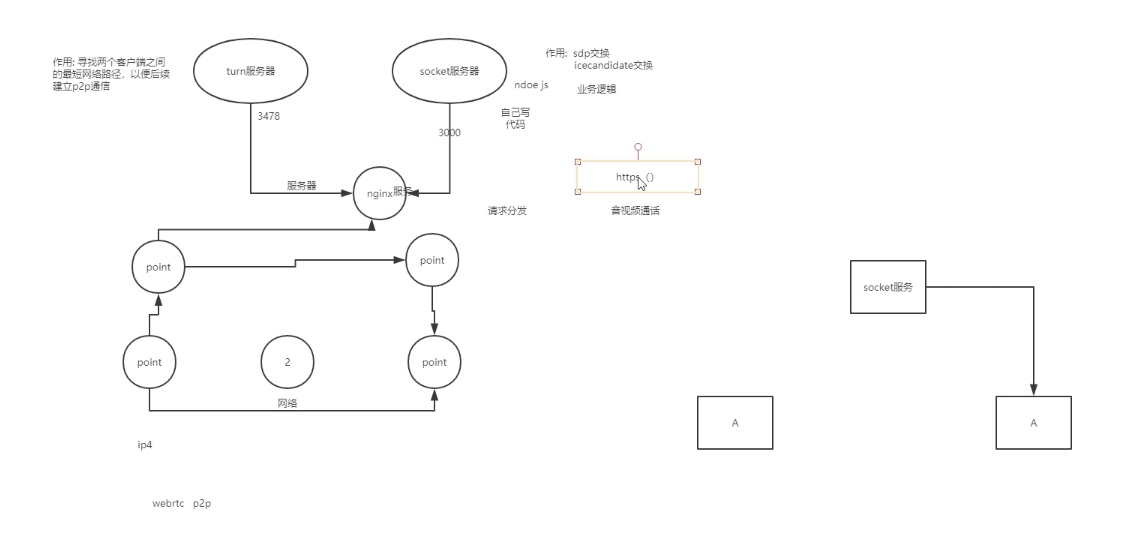 作用: 寻找两个客户端之间
的最短网络路径，以便后续
建立p2p通信
turn服务器
socket服务器
作用: sdp交换
icecandidate交换
ndoe js
业务逻辑
自己写
代码
3478
3000
服务器
nginx服务
https ()
请求分发
音视频通话
point
point
socket服务
point
2
point
网络
A
A
ip4
webrtc p2p